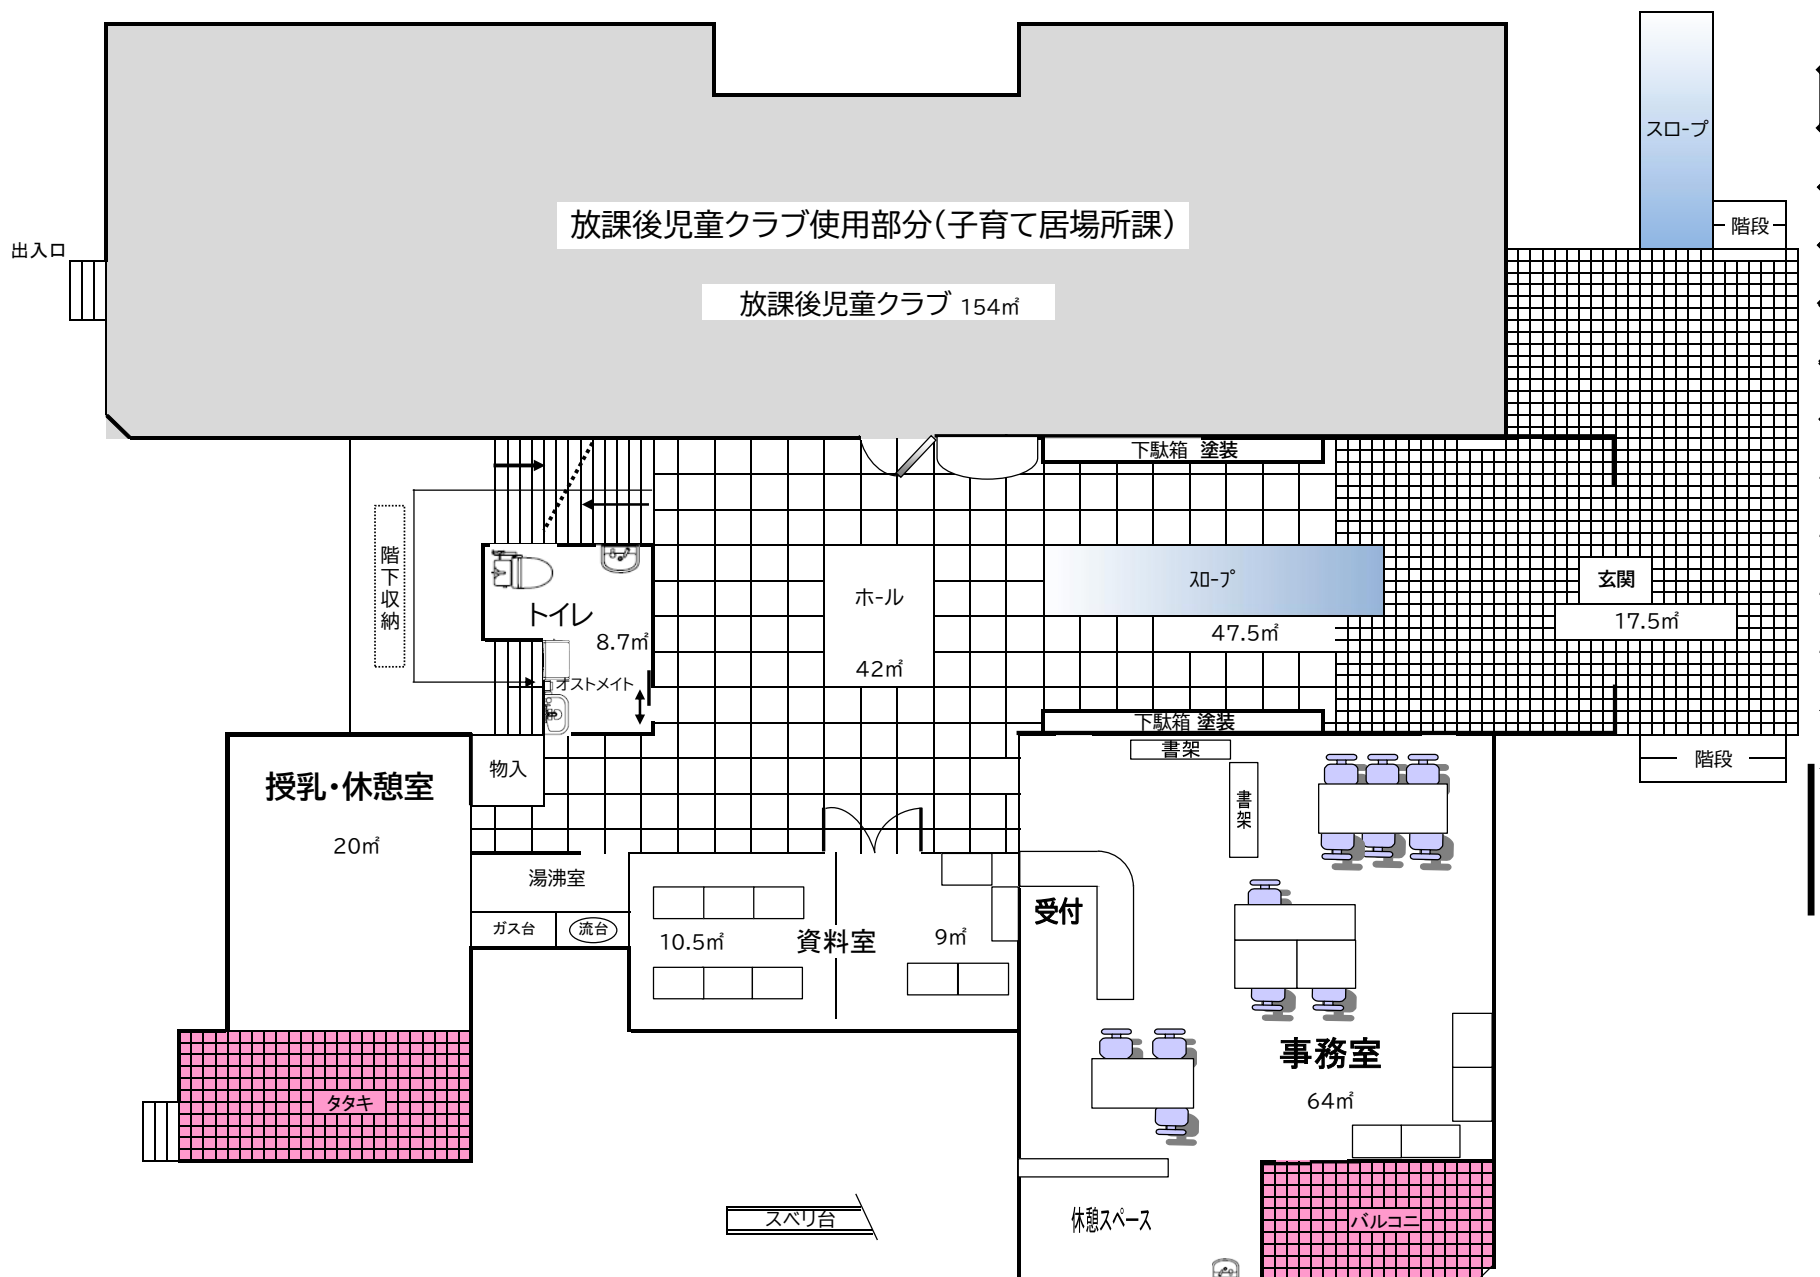 スロープ
放課後児童クラブ使用部分(子育て居場所課)
階段
出入口
放課後児童クラブ 154㎡
下駄箱 塗装
階下収納
スロープ
玄関
ホール
トイレ
17.5㎡
8.7㎡
47.5㎡
42㎡
オストメイト
下駄箱 塗装
書架
階段
物入
授乳・休憩室
書架
20㎡
湯沸室
受付
ガス台
流台
10.5㎡
資料室
9㎡
事務室
64㎡
タタキ
スベリ台
休憩スペース
バルコニ